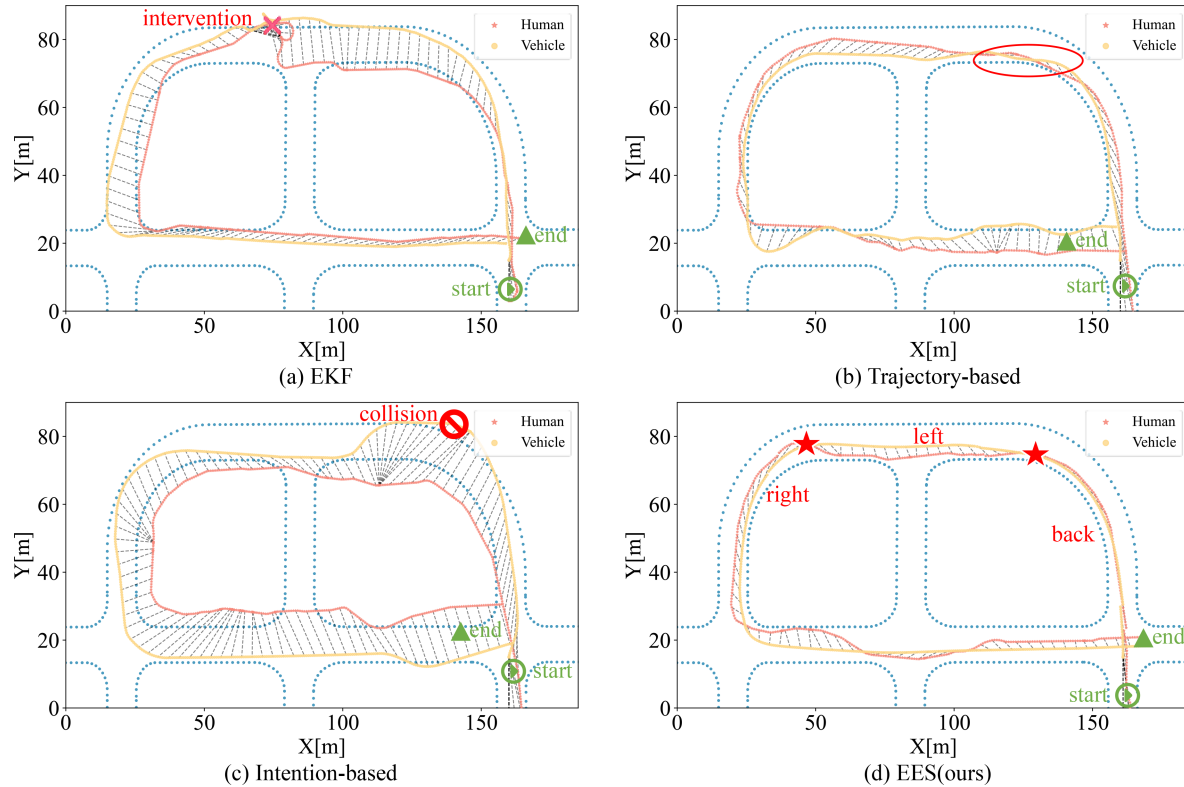 intervention
Human
Vehicle
end
start
Y[m]
80
60
40
20
0
0
50
100
150
X[m]
(a) EKF
Human
Vehicle
end
start
Y[m]
80
60
40
20
0
0
50
100
150
X[m]
(b) Trajectory-based
collision
Human
Vehicle
end
start
Y[m]
80
60
40
20
0
0
50
100
150
X[m]
(c) Intention-based
Human
Vehicle
left
right
back
end
start
Y[m]
80
60
40
20
0
0
50
100
150
X[m]
(d) EES(ours)